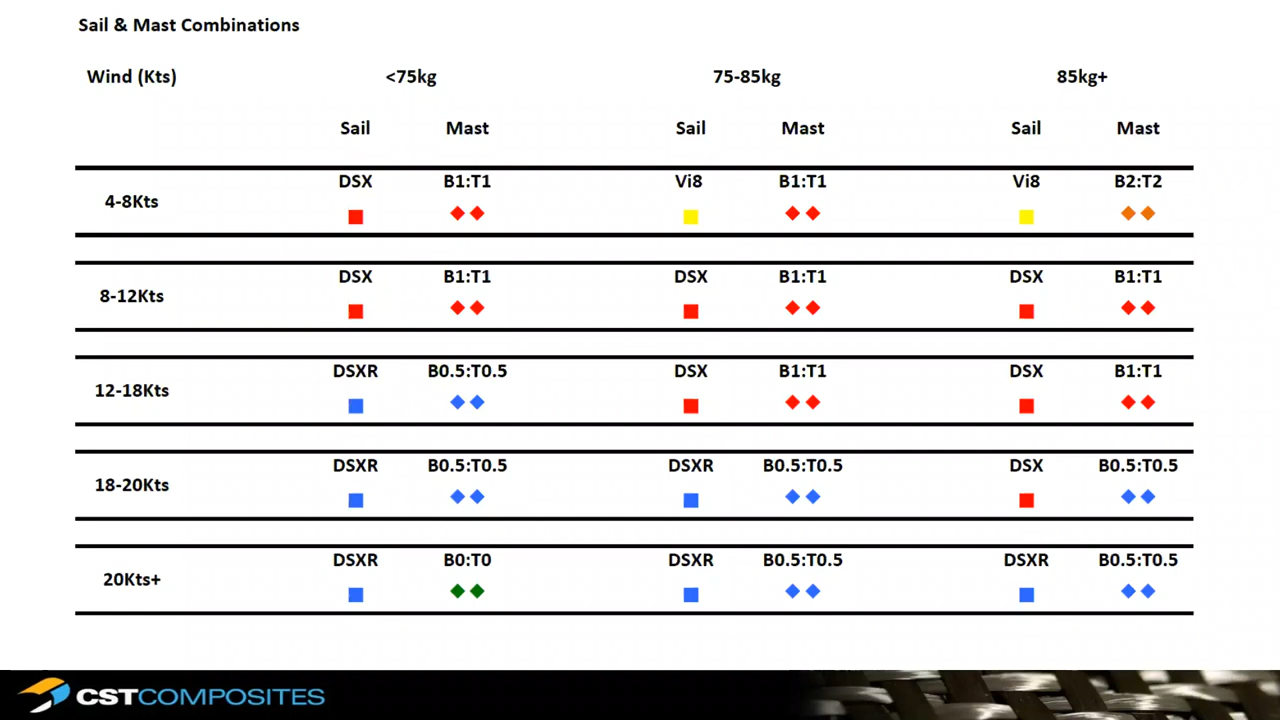 Sail & Mast Combinations
Wind (Kts) <75kg 75-85kg 85kg+
Sail Mast Sail Mast Sail Mast
DSX B1:T1 Vi8 B1:T1 Vi8 B2:T2
4-8Kts
DSX B1:T1 DSX B1:T1 DSX B1:T1
8-12Kts
DSXR B0.5:T0.5 DSX B1:T1 DSX B1:T1
12-18Kts
DSXR B0.5:T0.5 DSXR B0.5:T0.5 DSX B0.5:T0.5
18-20Kts
DSXR B0:T0 DSXR B0.5:T0.5 DSXR B0.5:T0.5
20Kts+
CSTCOMPOSITES